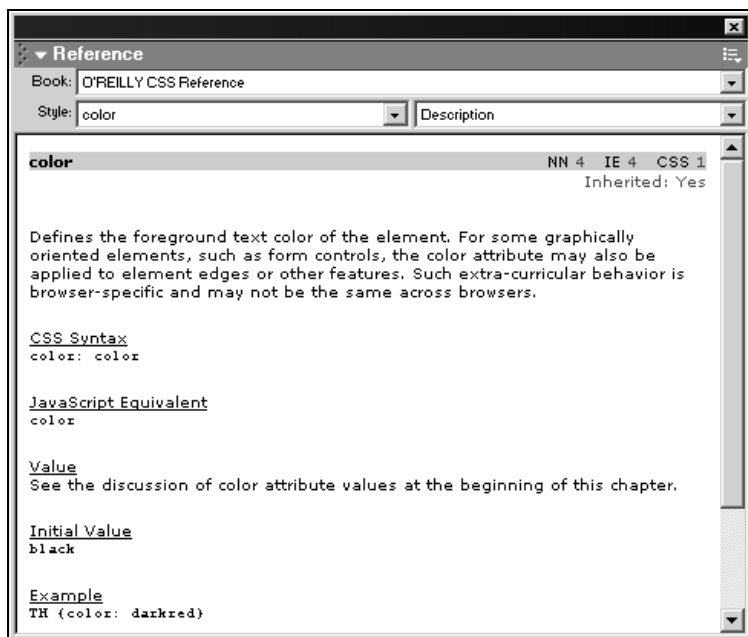 Reference
Book: O'REILLY CSS Reference
Style: color Description
color NN 4 IE 4 CSS 1
Inherited: Yes
Defines the foreground text color of the element. For some graphically
oriented elements, such as form controls, the color attribute may also be
applied to element edges or other features. Such extra-curricular behavior is
browser-specific and may not be the same across browsers.
CSS Syntax
color: color
JavaScript Equivalent
color
Value
See the discussion of color attribute values at the beginning of this chapter.
Initial Value
black
Example
TH {color: darkred}